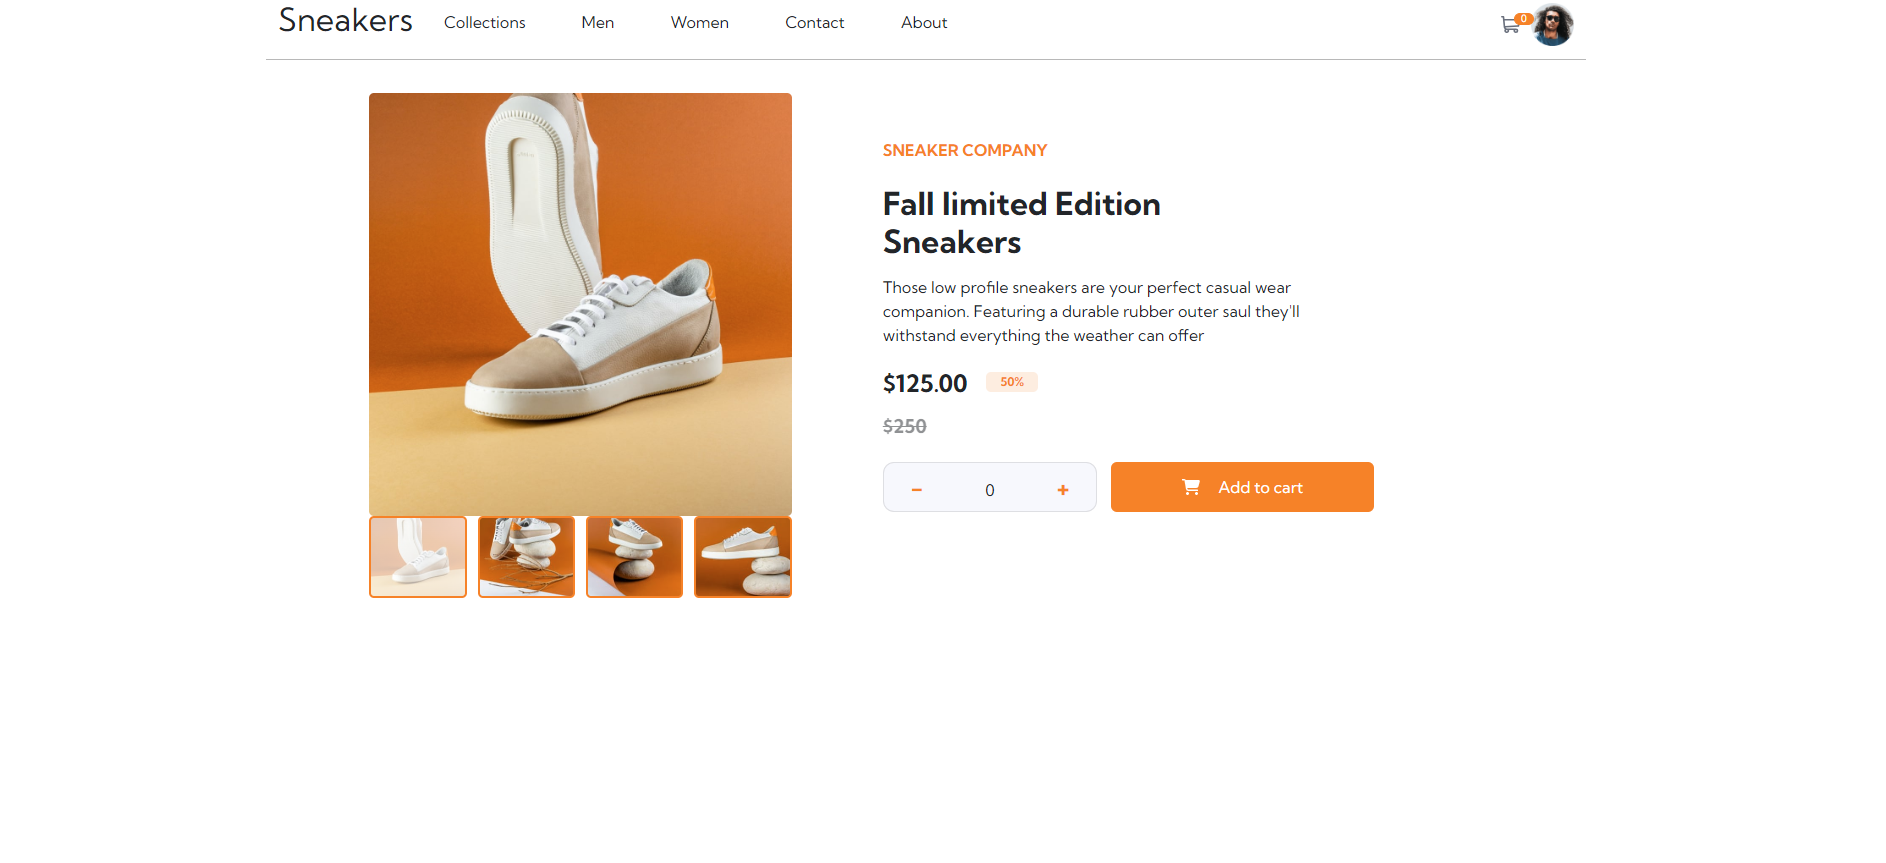 Sneakers
Collections
Men
Women
Contact
About
0
SNEAKER COMPANY
Fall limited Edition
Sneakers
Those low profile sneakers are your perfect casual wear
companion. Featuring a durable rubber outer saul they'll
withstand everything the weather can offer
$125.00
50%
$250
0
Add to cart